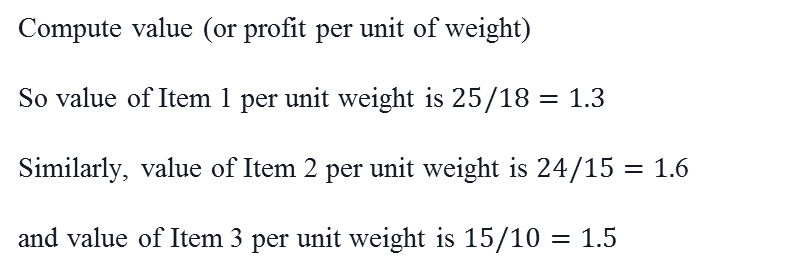 Compute value (or profit per unit of weight)
So value of Item 1 per unit weight is 25/18 = 1.3
Similarly, value of Item 2 per unit weight is 24/15 = 1.6
and value of Item 3 per unit weight is 15/10 = 1.5